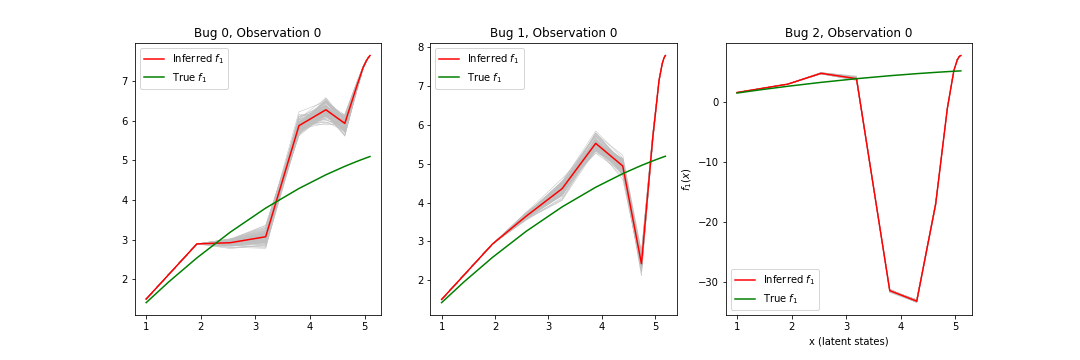 Bug 0, Observation 0
Inferred f₁
True f₁
7
6
5
4
3
2
1 2 3 4 5
Bug 1, Observation 0
Inferred f₁
True f₁
8
7
6
5
4
3
2
1 2 3 4 5
Bug 2, Observation 0
f₁(x)
0
−10
−20
−30
Inferred f₁
True f₁
1 2 3 4 5
x (latent states)